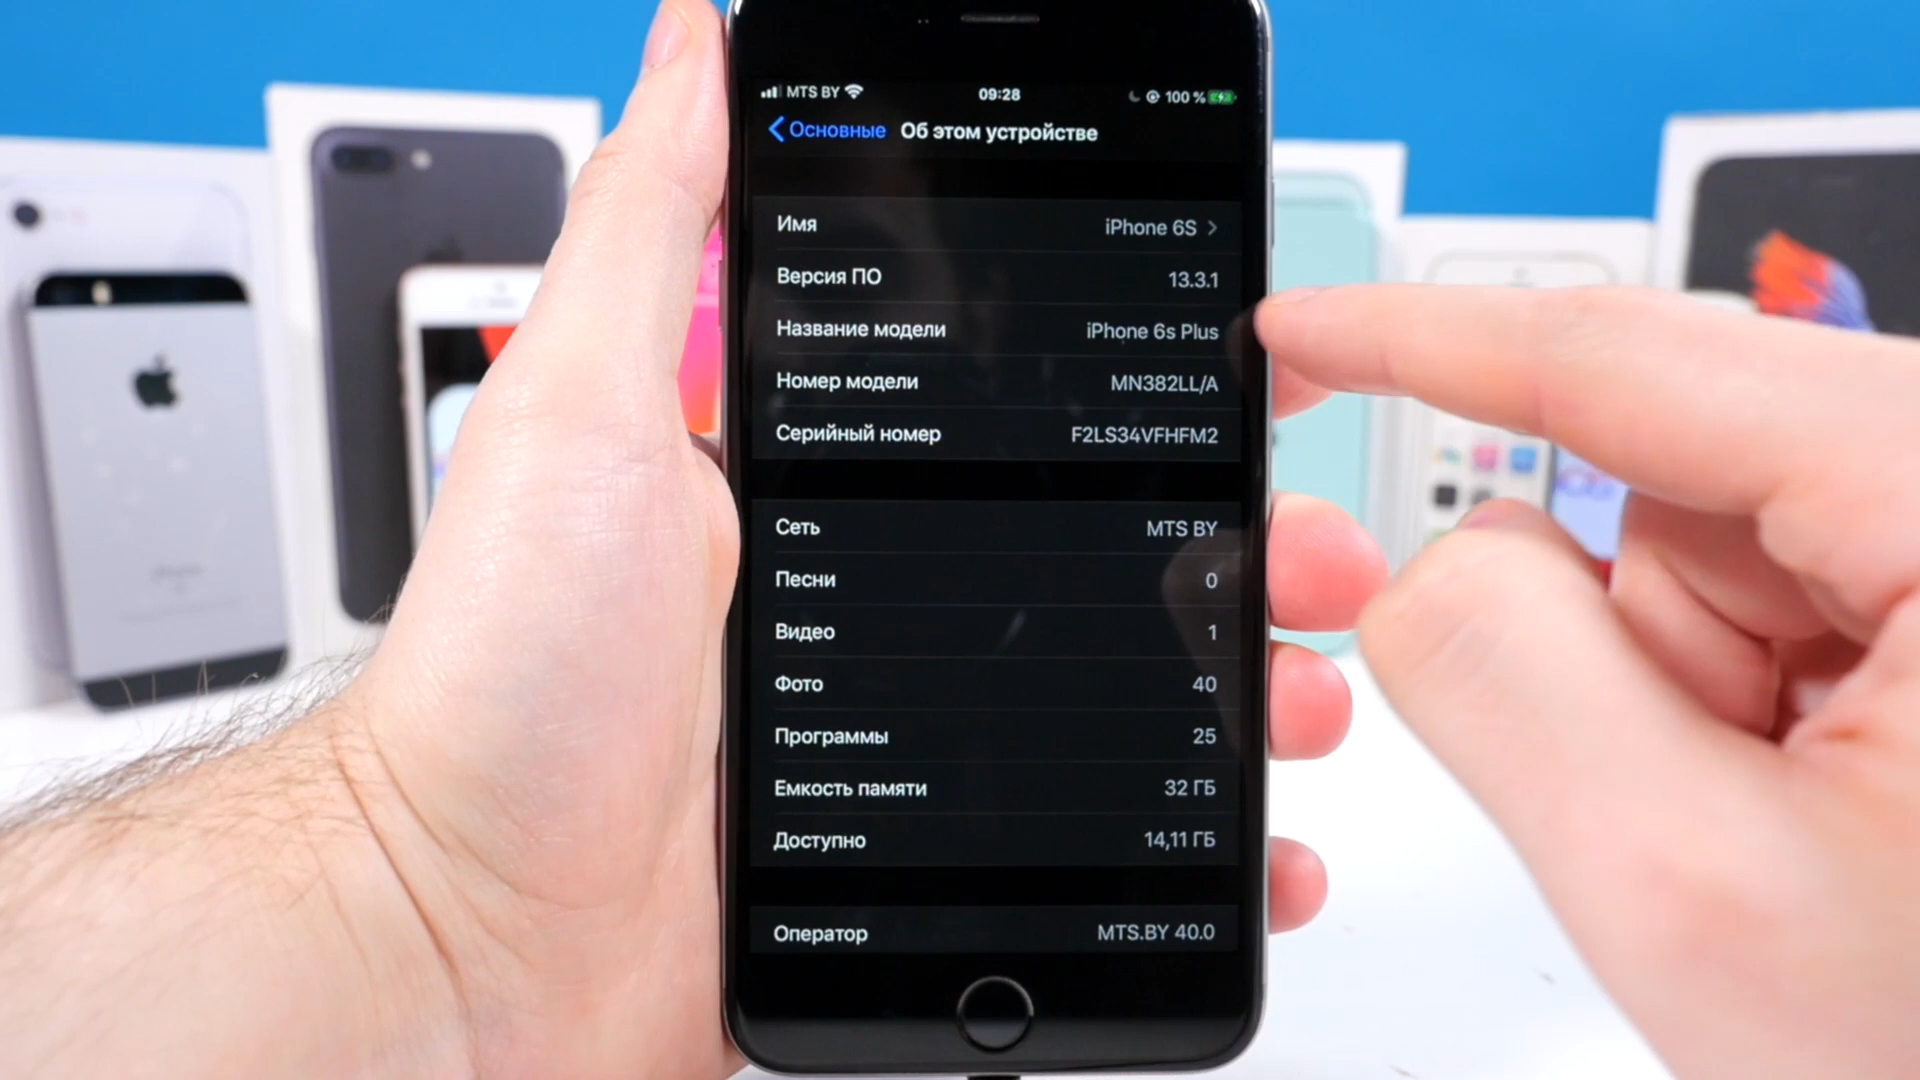 MTS BY 09:28 100 %
Основные Об этом устройстве
Имя iPhone 6S
Версия ПО 13.3.1
Название модели iPhone 6s Plus
Номер модели MN382LL/A
Серийный номер F2LS34VFHFM2
Сеть MTS BY
Песни 0
Видео 1
Фото 40
Программы 25
Емкость памяти 32 ГБ
Доступно 14,11 ГБ
Оператор MTS.BY 40.0